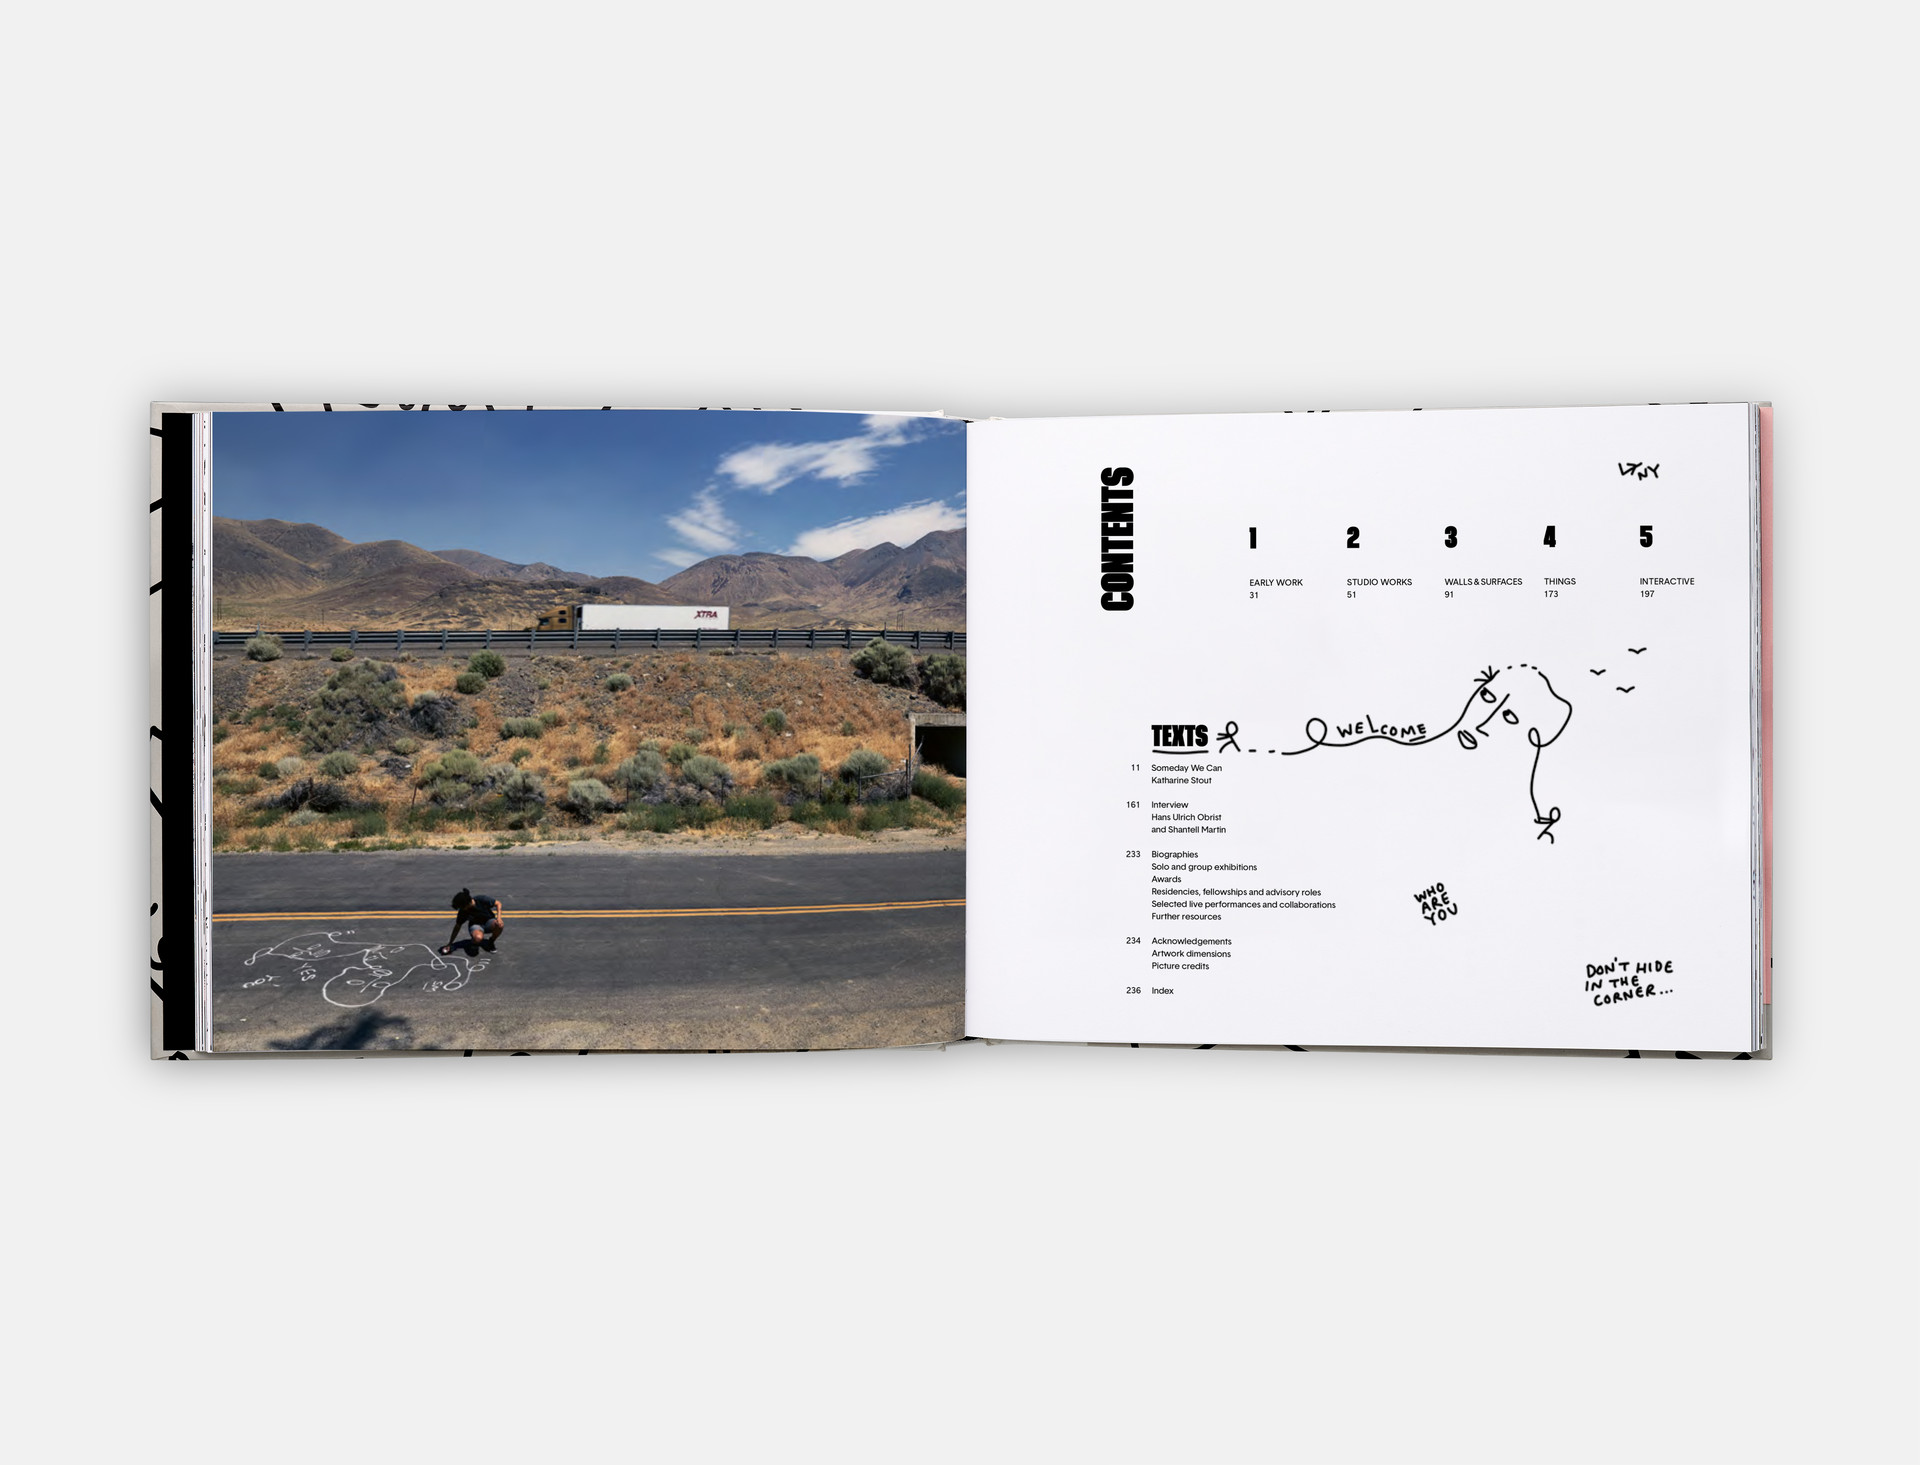 XTRA
YES
CONTENTS
NY
1
EARLY WORK
31
2
STUDIO WORKS
51
3
WALLS & SURFACES
91
4
THINGS
173
5
INTERACTIVE
197
WELCOME
TEXTS
11 Someday We Can
Katharine Stout
161 Interview
Hans Ulrich Obrist
and Shantell Martin
233 Biographies
Solo and group exhibitions
Awards
Residencies, fellowships and advisory roles
Selected live performances and collaborations
Further resources
234 Acknowledgements
Artwork dimensions
Picture credits
236 Index
WHO
ARE
YOU
DON'T HIDE
IN THE
CORNER...